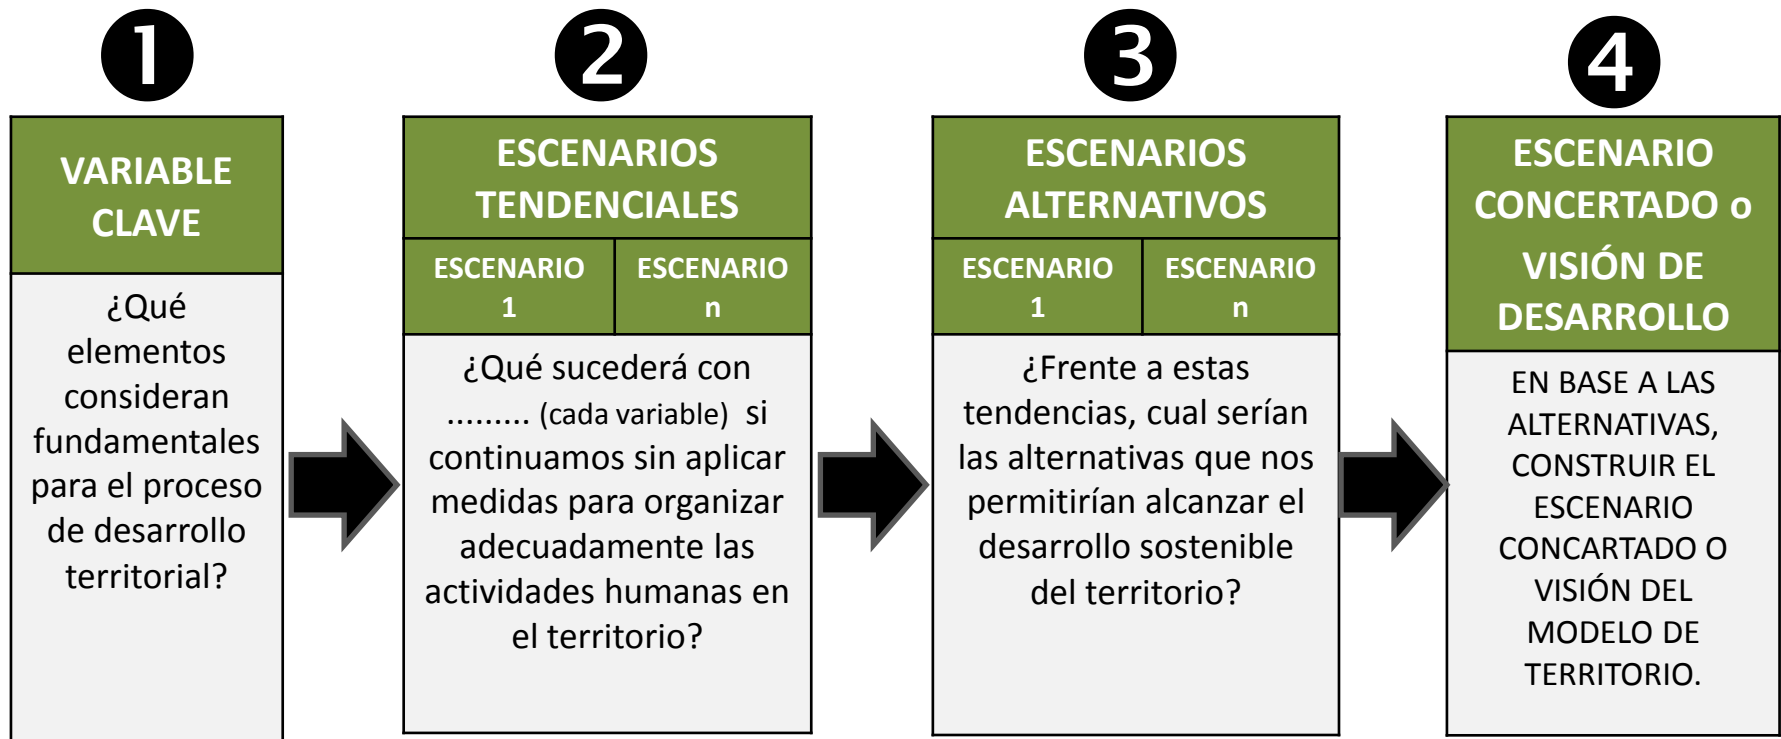 1
VARIABLE
CLAVE
¿Qué
elementos
consideran
fundamentales
para el proceso
de desarrollo
territorial?
2
ESCENARIOS
TENDENCIALES
ESCENARIO
1
ESCENARIO
n
¿Qué sucederá con
......... (cada variable) si
continuamos sin aplicar
medidas para organizar
adecuadamente las
actividades humanas en
el territorio?
3
ESCENARIOS
ALTERNATIVOS
ESCENARIO
1
ESCENARIO
n
¿Frente a estas
tendencias, cual serían
las alternativas que nos
permitirían alcanzar el
desarrollo sostenible
del territorio?
4
ESCENARIO
CONCERTADO o
VISIÓN DE
DESARROLLO
EN BASE A LAS
ALTERNATIVAS,
CONSTRUIR EL
ESCENARIO
CONCARTADO O
VISIÓN DEL
MODELO DE
TERRITORIO.